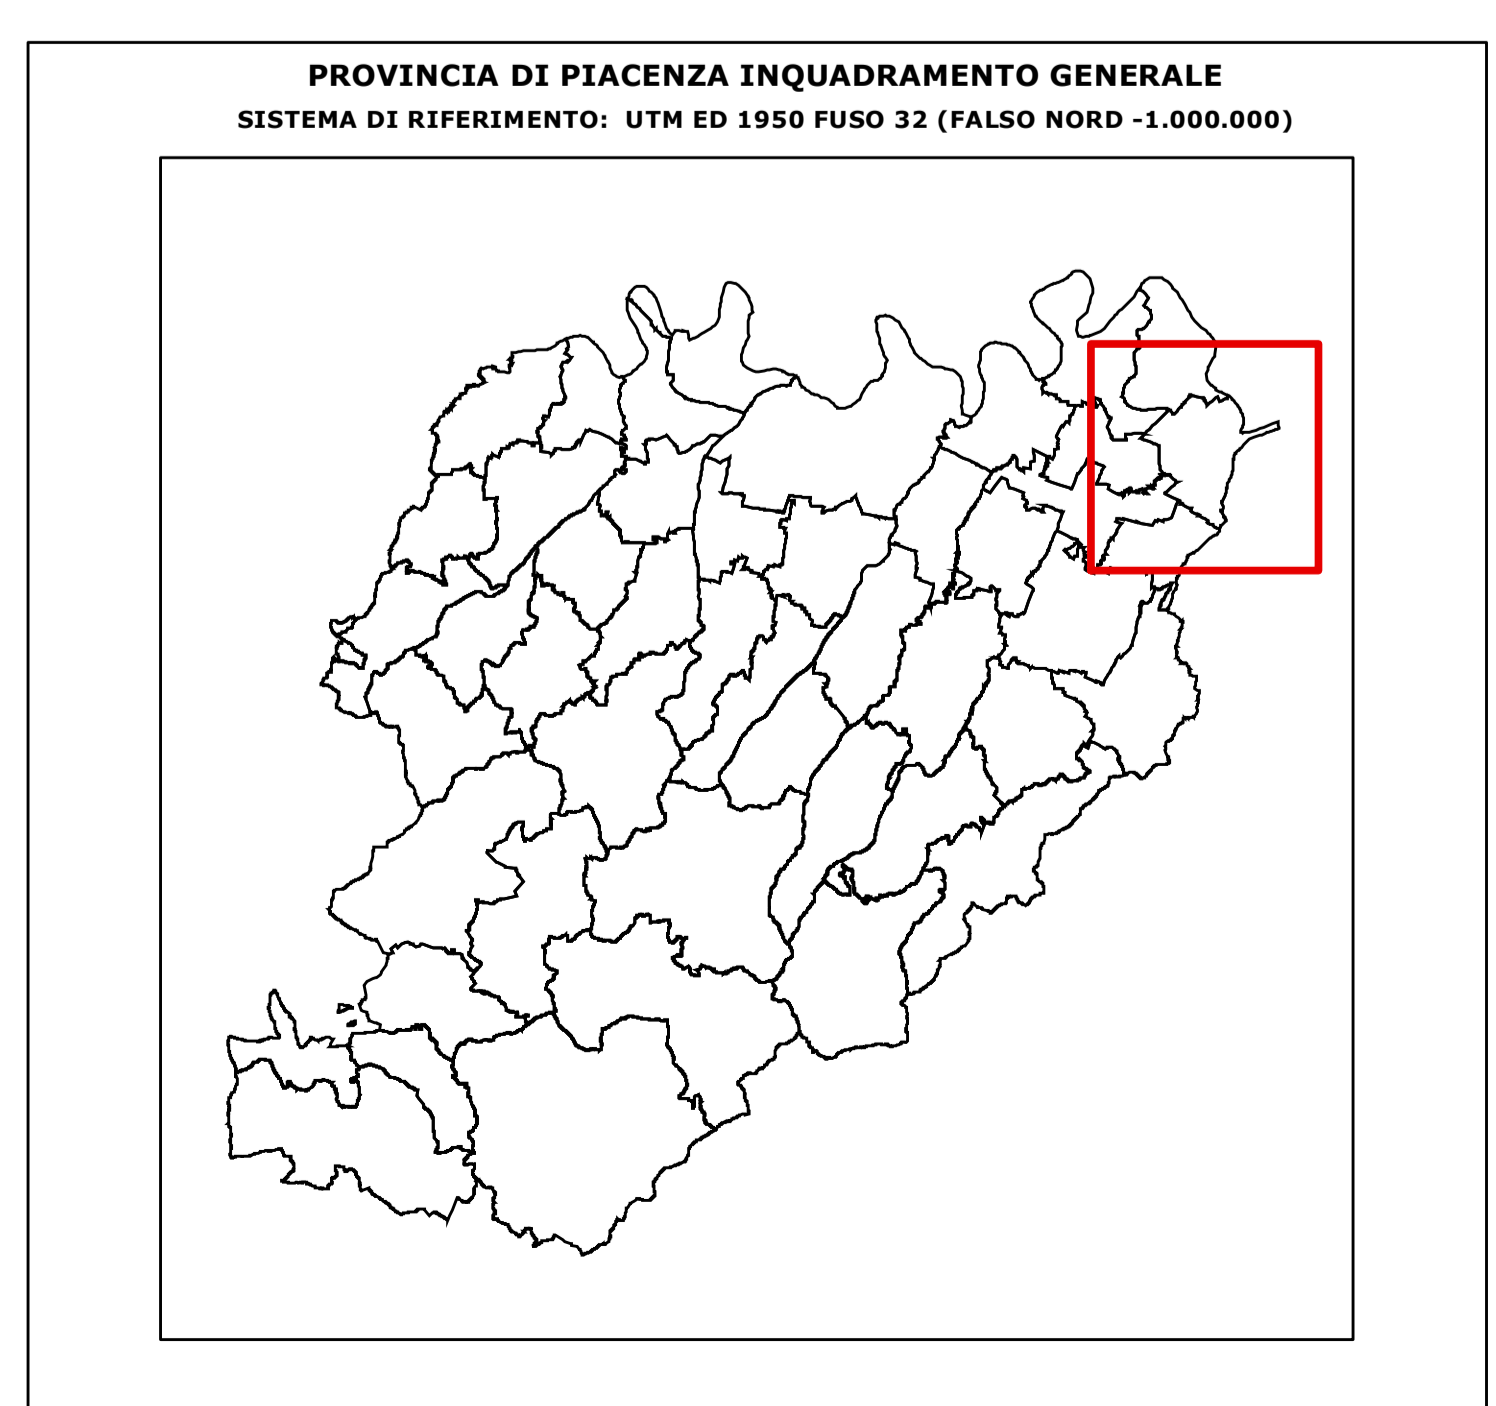 PROVINCIA DI PIACENZA INQUADRAMENTO GENERALE
SISTEMA DI RIFERIMENTO: UTM ED 1950 FUSO 32 (FALSO NORD -1.000.000)